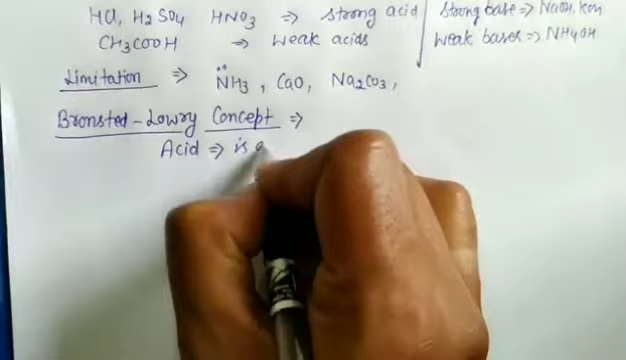 HCl, H2SO4 HNO3 ⇒ strong acid
CH3COOH ⇒ weak acids
strong base ⇒ NaOH, KOH
weak bases ⇒ NH4OH
Limitation ⇒ N̈H3, CaO, Na2CO3,
Bronsted-Lowry Concept ⇒
Acid ⇒ is a